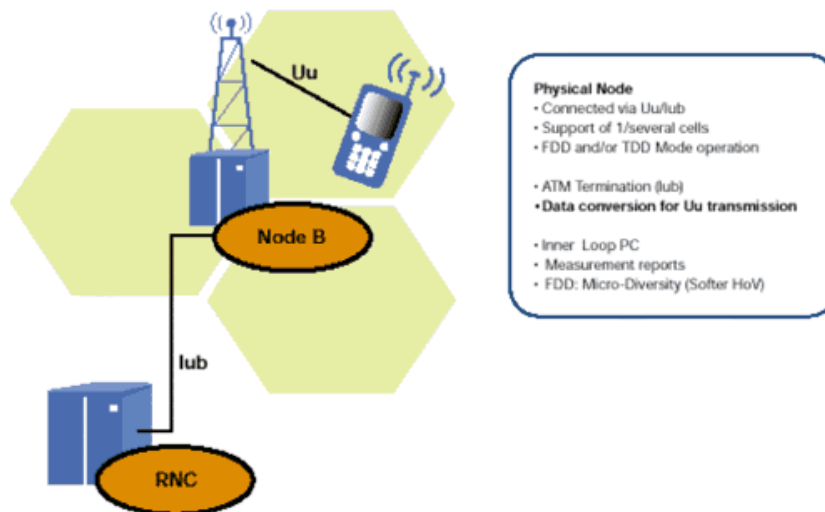 Uu
Node B
Iub
RNC
Physical Node
• Connected via Uu/Iub
• Support of 1/several cells
• FDD and/or TDD Mode operation
• ATM Termination (Iub)
•Data conversion for Uu transmission
• Inner Loop PC
• Measurement reports
• FDD: Micro-Diversity (Softer HoV)